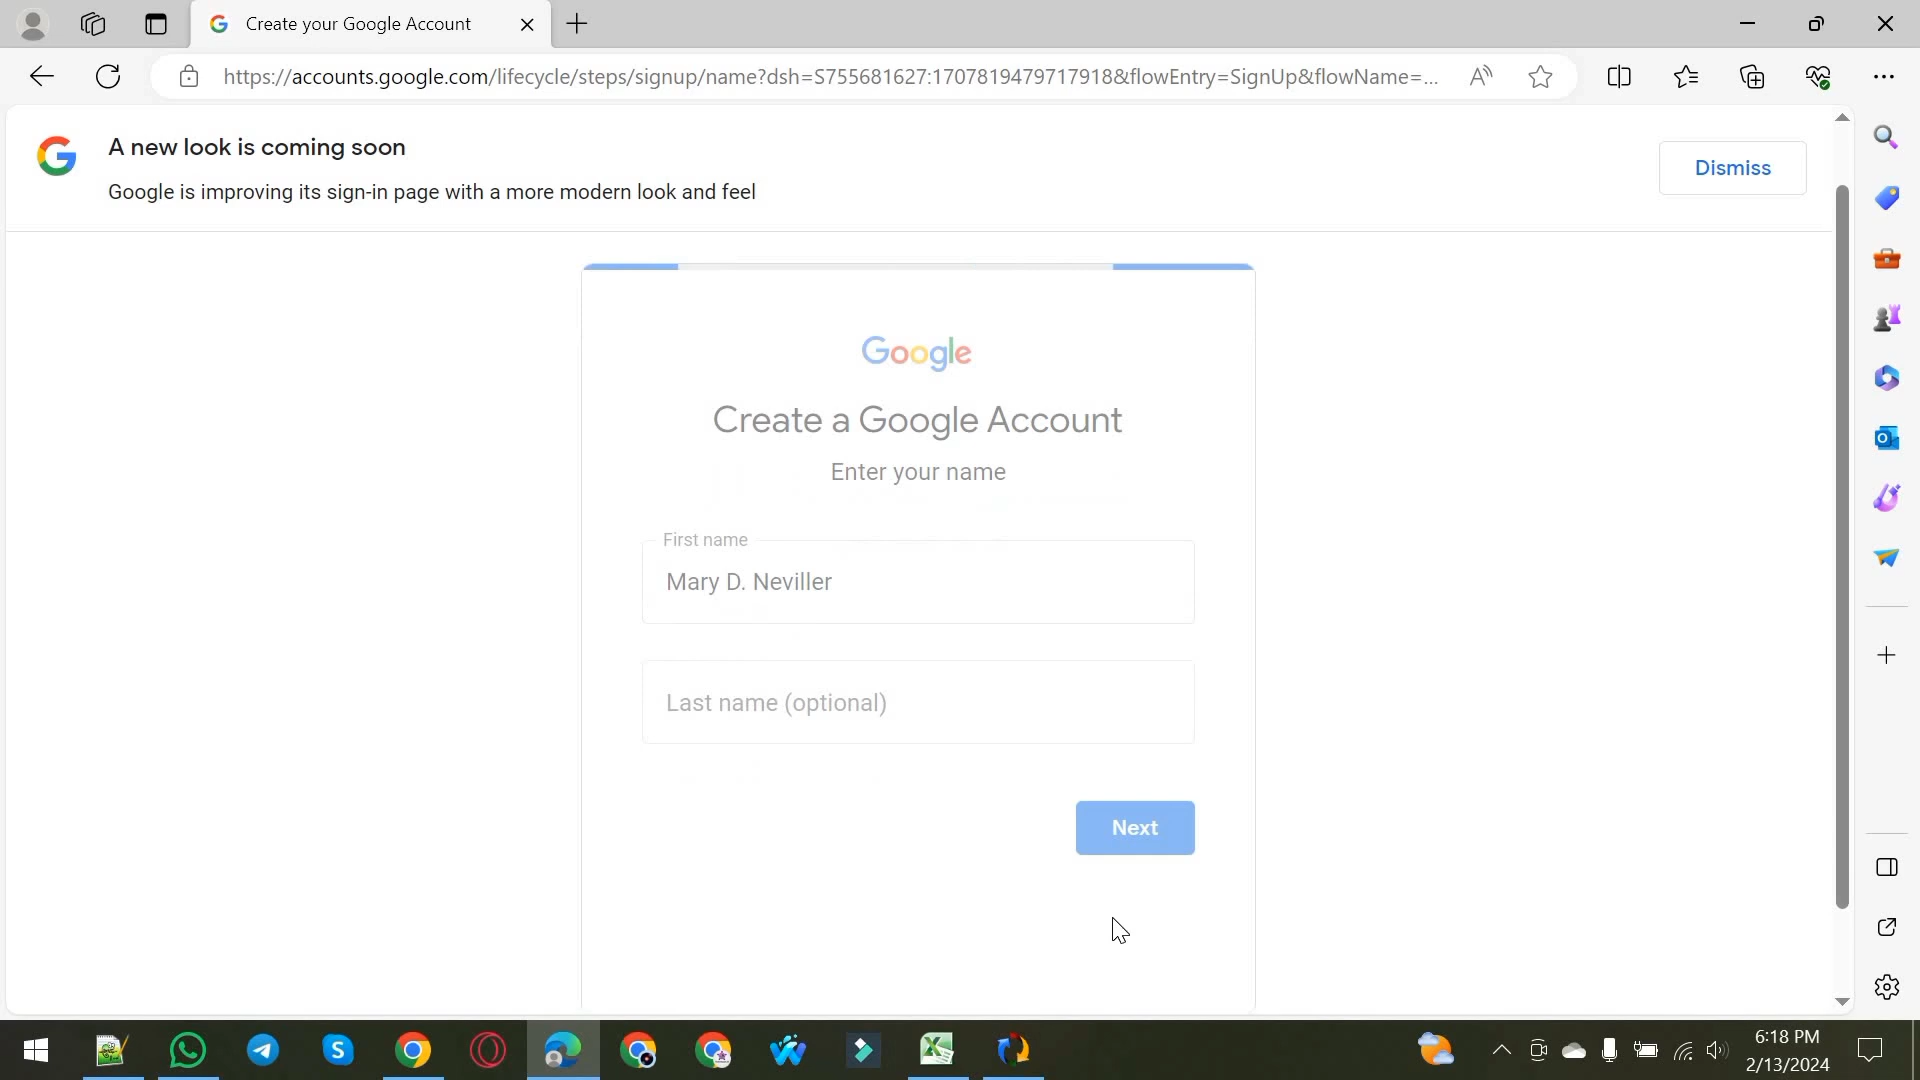 Create your Google Account
https://accounts.google.com/lifecycle/steps/signup/name?dsh=S755681627:1707819479717918&flowEntry=SignUp&flowName=...
A new look is coming soon
Google is improving its sign-in page with a more modern look and feel
Dismiss
Google
Create a Google Account
Enter your name
First name
Mary D. Neviller
Last name (optional)
Next
6:18 PM
2/13/2024